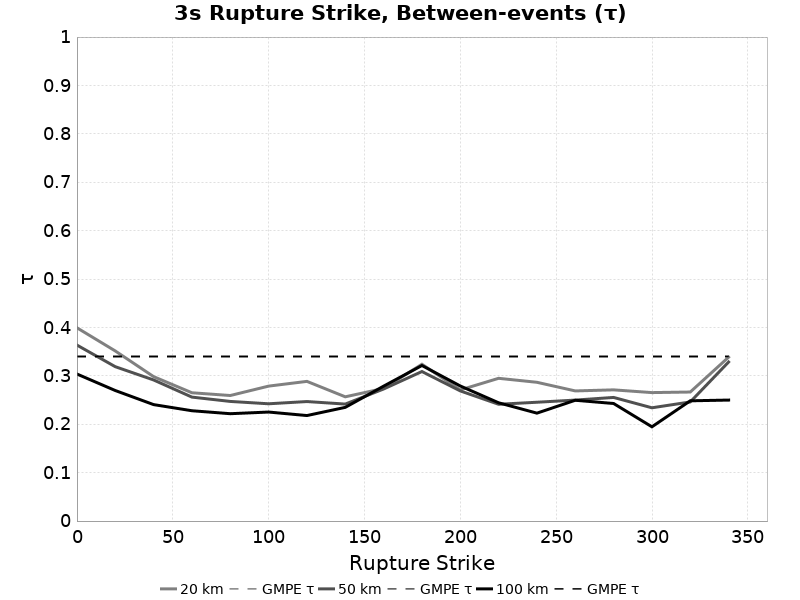 3s Rupture Strike, Between-events (τ)
1
0.9
0.8
0.7
0.6
0.5
0.4
0.3
0.2
0.1
0
τ
0 50 100 150 200 250 300 350
Rupture Strike
20 km GMPE τ 50 km GMPE τ 100 km GMPE τ